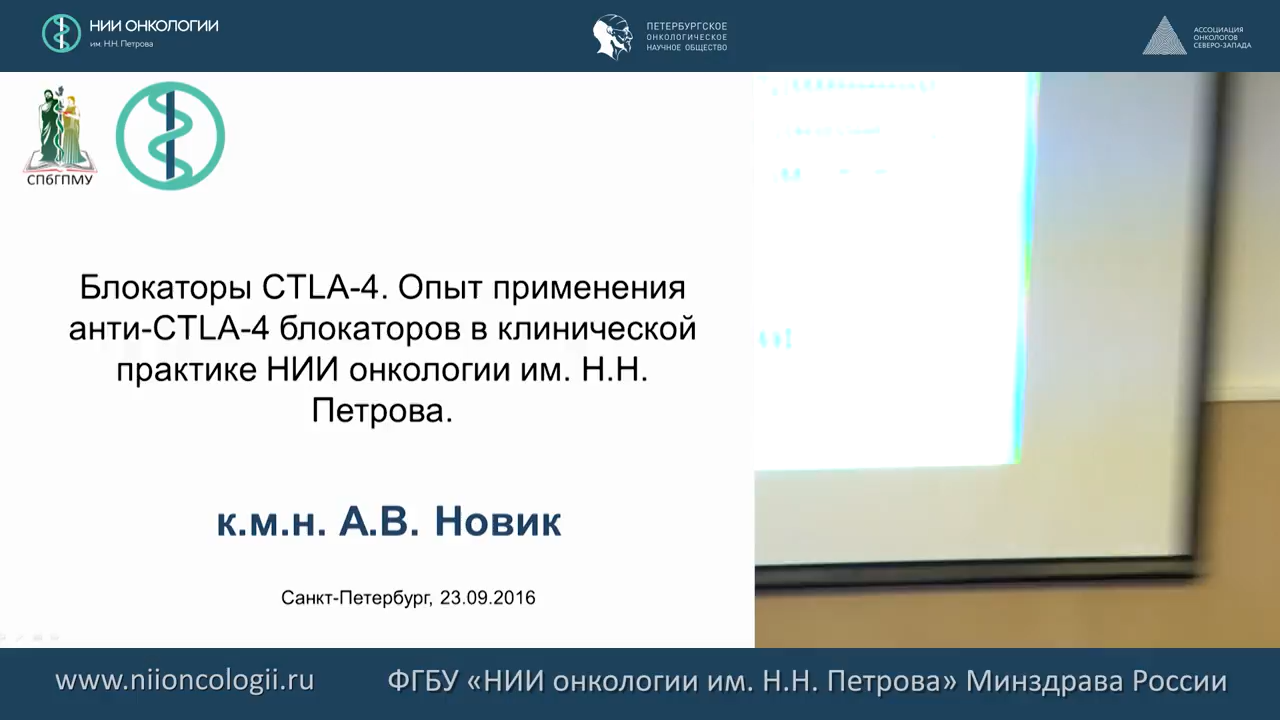 НИИ ОНКОЛОГИИ
им. Н.Н. Петрова
ПЕТЕРБУРГСКОЕ
ОНКОЛОГИЧЕСКОЕ
НАУЧНОЕ ОБЩЕСТВО
АССОЦИАЦИЯ
ОНКОЛОГОВ
СЕВЕРО-ЗАПАДА
СПбГПМУ
Блокаторы CTLA-4. Опыт применения
анти-CTLA-4 блокаторов в клинической
практике НИИ онкологии им. Н.Н.
Петрова.
к.м.н. А.В. Новик
Санкт-Петербург, 23.09.2016
www.niioncologii.ru
ФГБУ «НИИ онкологии им. Н.Н. Петрова» Минздрава России